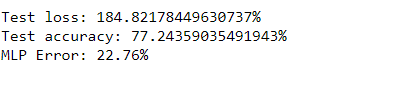 Test loss: 184.82178449630737%
Test accuracy: 77.24359035491943%
MLP Error: 22.76%